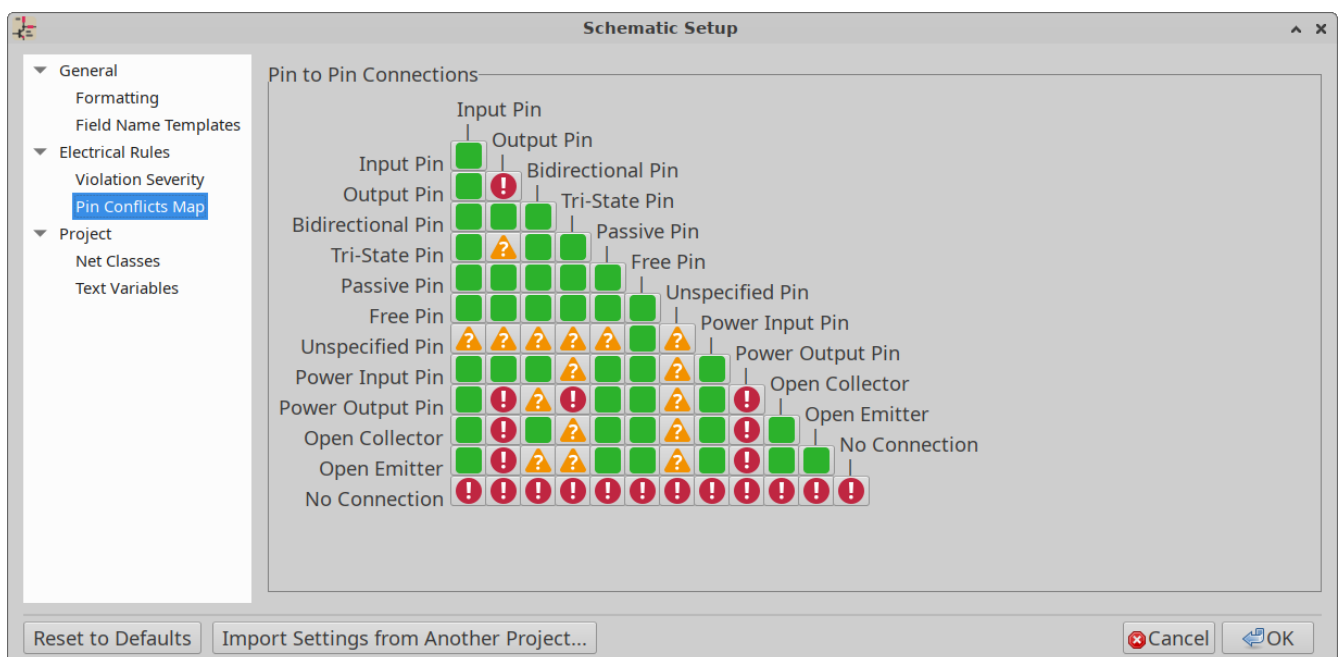 Schematic Setup
General
Formatting
Field Name Templates
Electrical Rules
Violation Severity
Pin Conflicts Map
Project
Net Classes
Text Variables
Pin to Pin Connections
Input Pin
Output Pin
Bidirectional Pin
Tri-State Pin
Passive Pin
Free Pin
Unspecified Pin
Power Input Pin
Power Output Pin
Open Collector
Open Emitter
No Connection
Input Pin
Output Pin
Bidirectional Pin
Tri-State Pin
Passive Pin
Free Pin
Unspecified Pin
Power Input Pin
Power Output Pin
Open Collector
Open Emitter
No Connection
Reset to Defaults
Import Settings from Another Project...
Cancel
OK